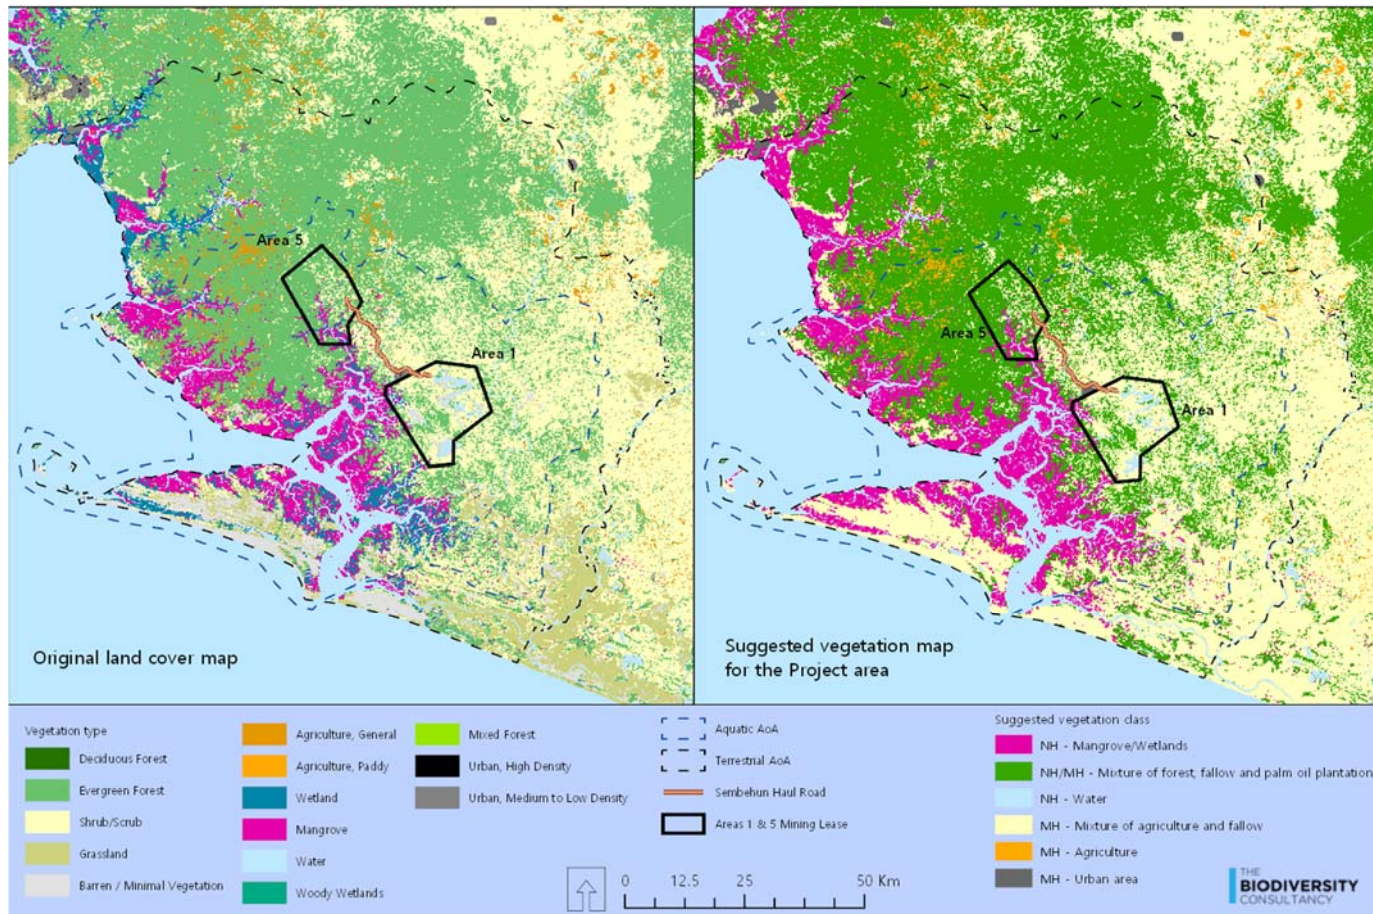 Area 5
Area 1
Original land cover map
Area 5
Area 1
Suggested vegetation map
for the Project area
Vegetation type
Deciduous Forest
Evergreen Forest
Shrub/Scrub
Grassland
Barren / Minimal Vegetation
Agriculture, General
Agriculture, Paddy
Wetland
Mangrove
Water
Woody Wetlands
Mixed Forest
Urban, High Density
Urban, Medium to Low Density
Aquatic AoA
Terrestrial AoA
Sembehun Haul Road
Areas 1 & 5 Mining Lease
0 12.5 25 50 Km
Suggested vegetation class
NH - Mangrove/Wetlands
NH/MH - Mixture of forest, fallow and palm oil plantation
NH - Water
MH - Mixture of agriculture and fallow
MH - Agriculture
MH - Urban area
THE
BIODIVERSITY
CONSULTANCY